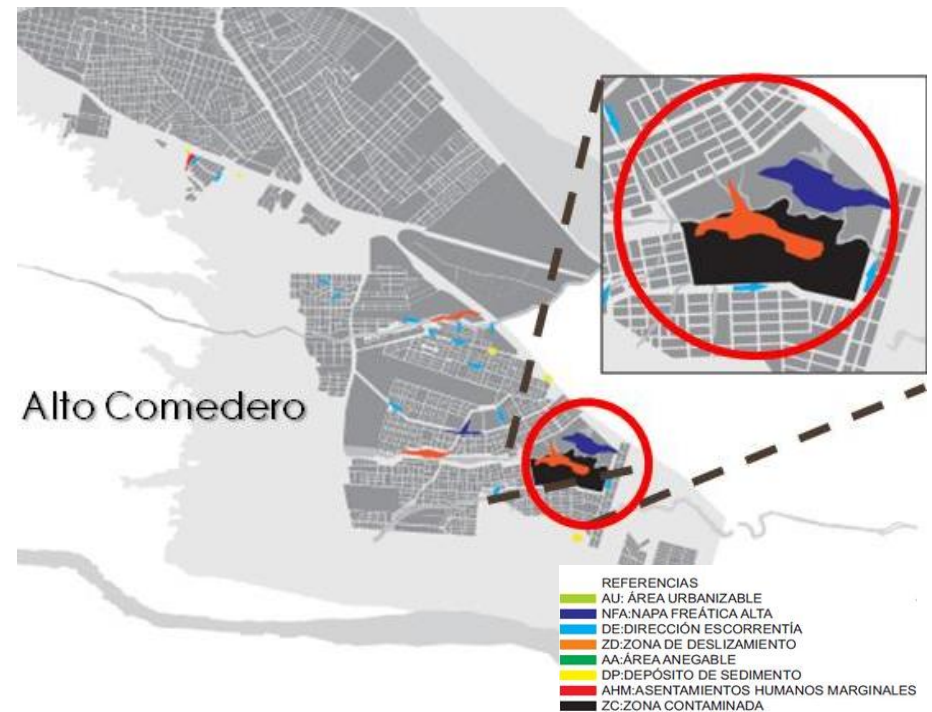 Alto Comedero
REFERENCIAS
AU: ÁREA URBANIZABLE
NFA:NAPA FREÁTICA ALTA
DE:DIRECCIÓN ESCORRENTÍA
ZD:ZONA DE DESLIZAMIENTO
AA:ÁREA ANEGABLE
DP:DEPÓSITO DE SEDIMENTO
AHM:ASENTAMIENTOS HUMANOS MARGINALES
ZC:ZONA CONTAMINADA